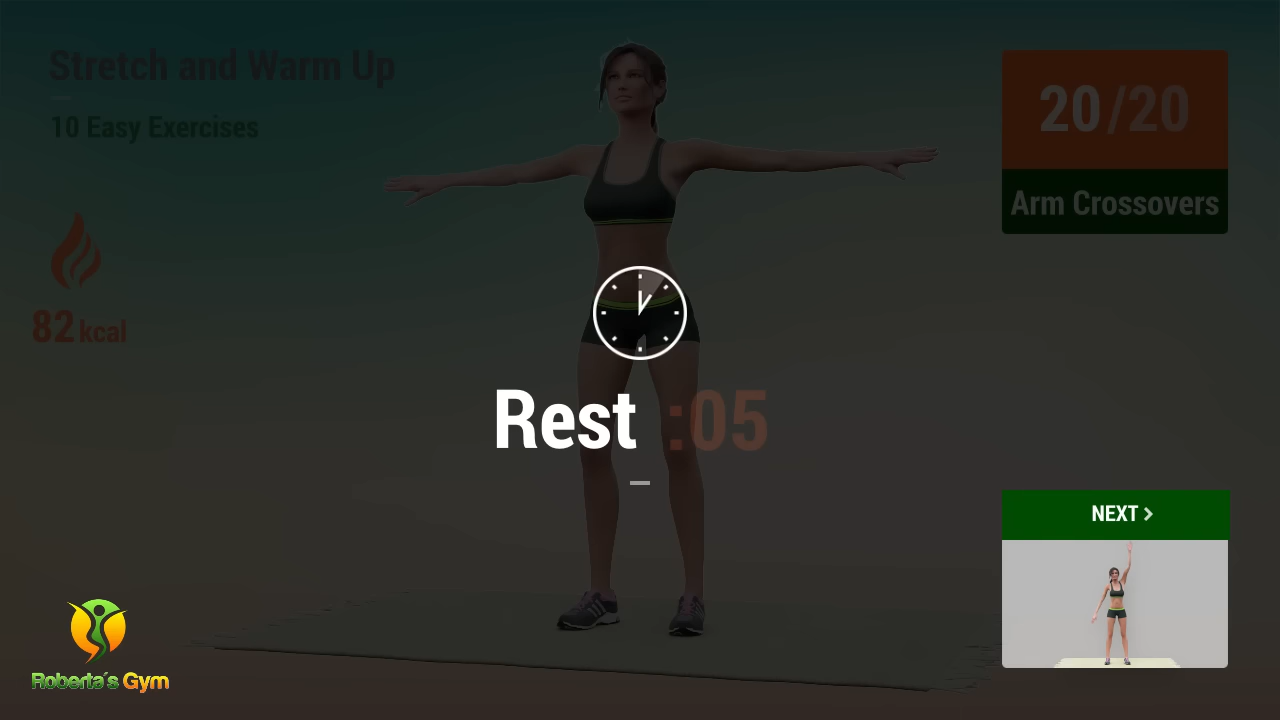 Stretch and Warm Up
10 Easy Exercises
20/20
Arm Crossovers
82 kcal
Rest :05
NEXT >
Roberta's Gym